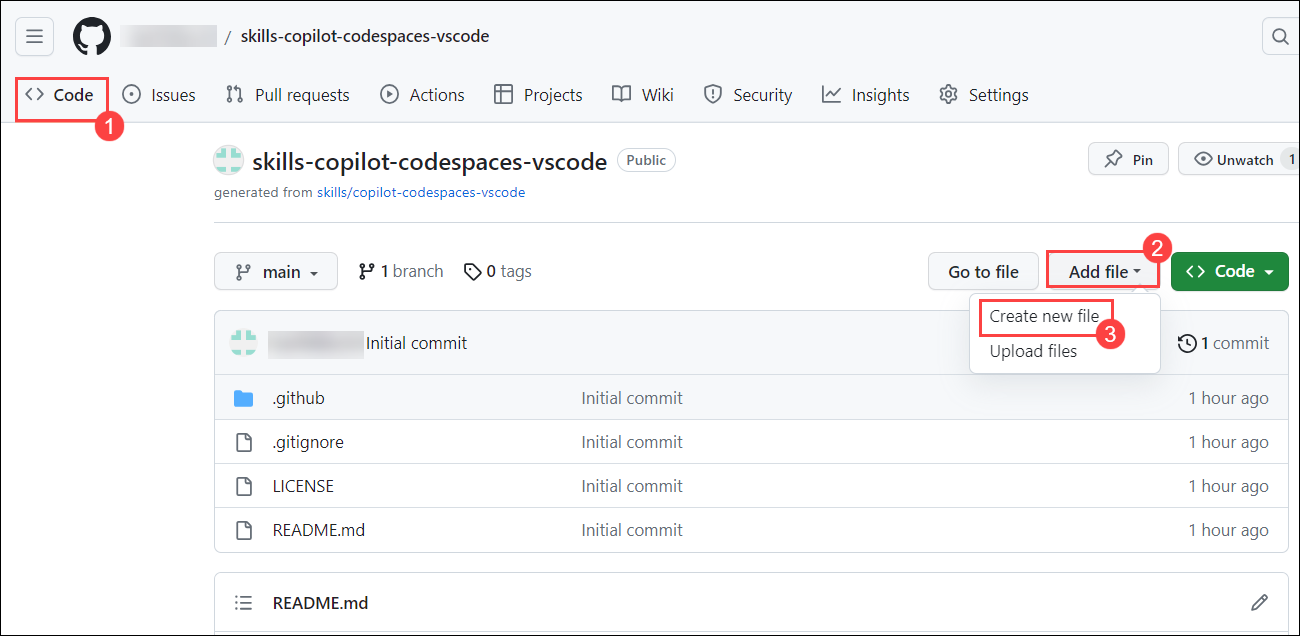 / skills-copilot-codespaces-vscode
Code Issues Pull requests Actions Projects Wiki Security Insights Settings
1
skills-copilot-codespaces-vscode Public Pin Unwatch 1
generated from skills/copilot-codespaces-vscode
2
main 1 branch 0 tags Go to file Add file Code
Create new file
3
Initial commit 1 commit
Upload files
.github Initial commit 1 hour ago
.gitignore Initial commit 1 hour ago
LICENSE Initial commit 1 hour ago
README.md Initial commit 1 hour ago
README.md